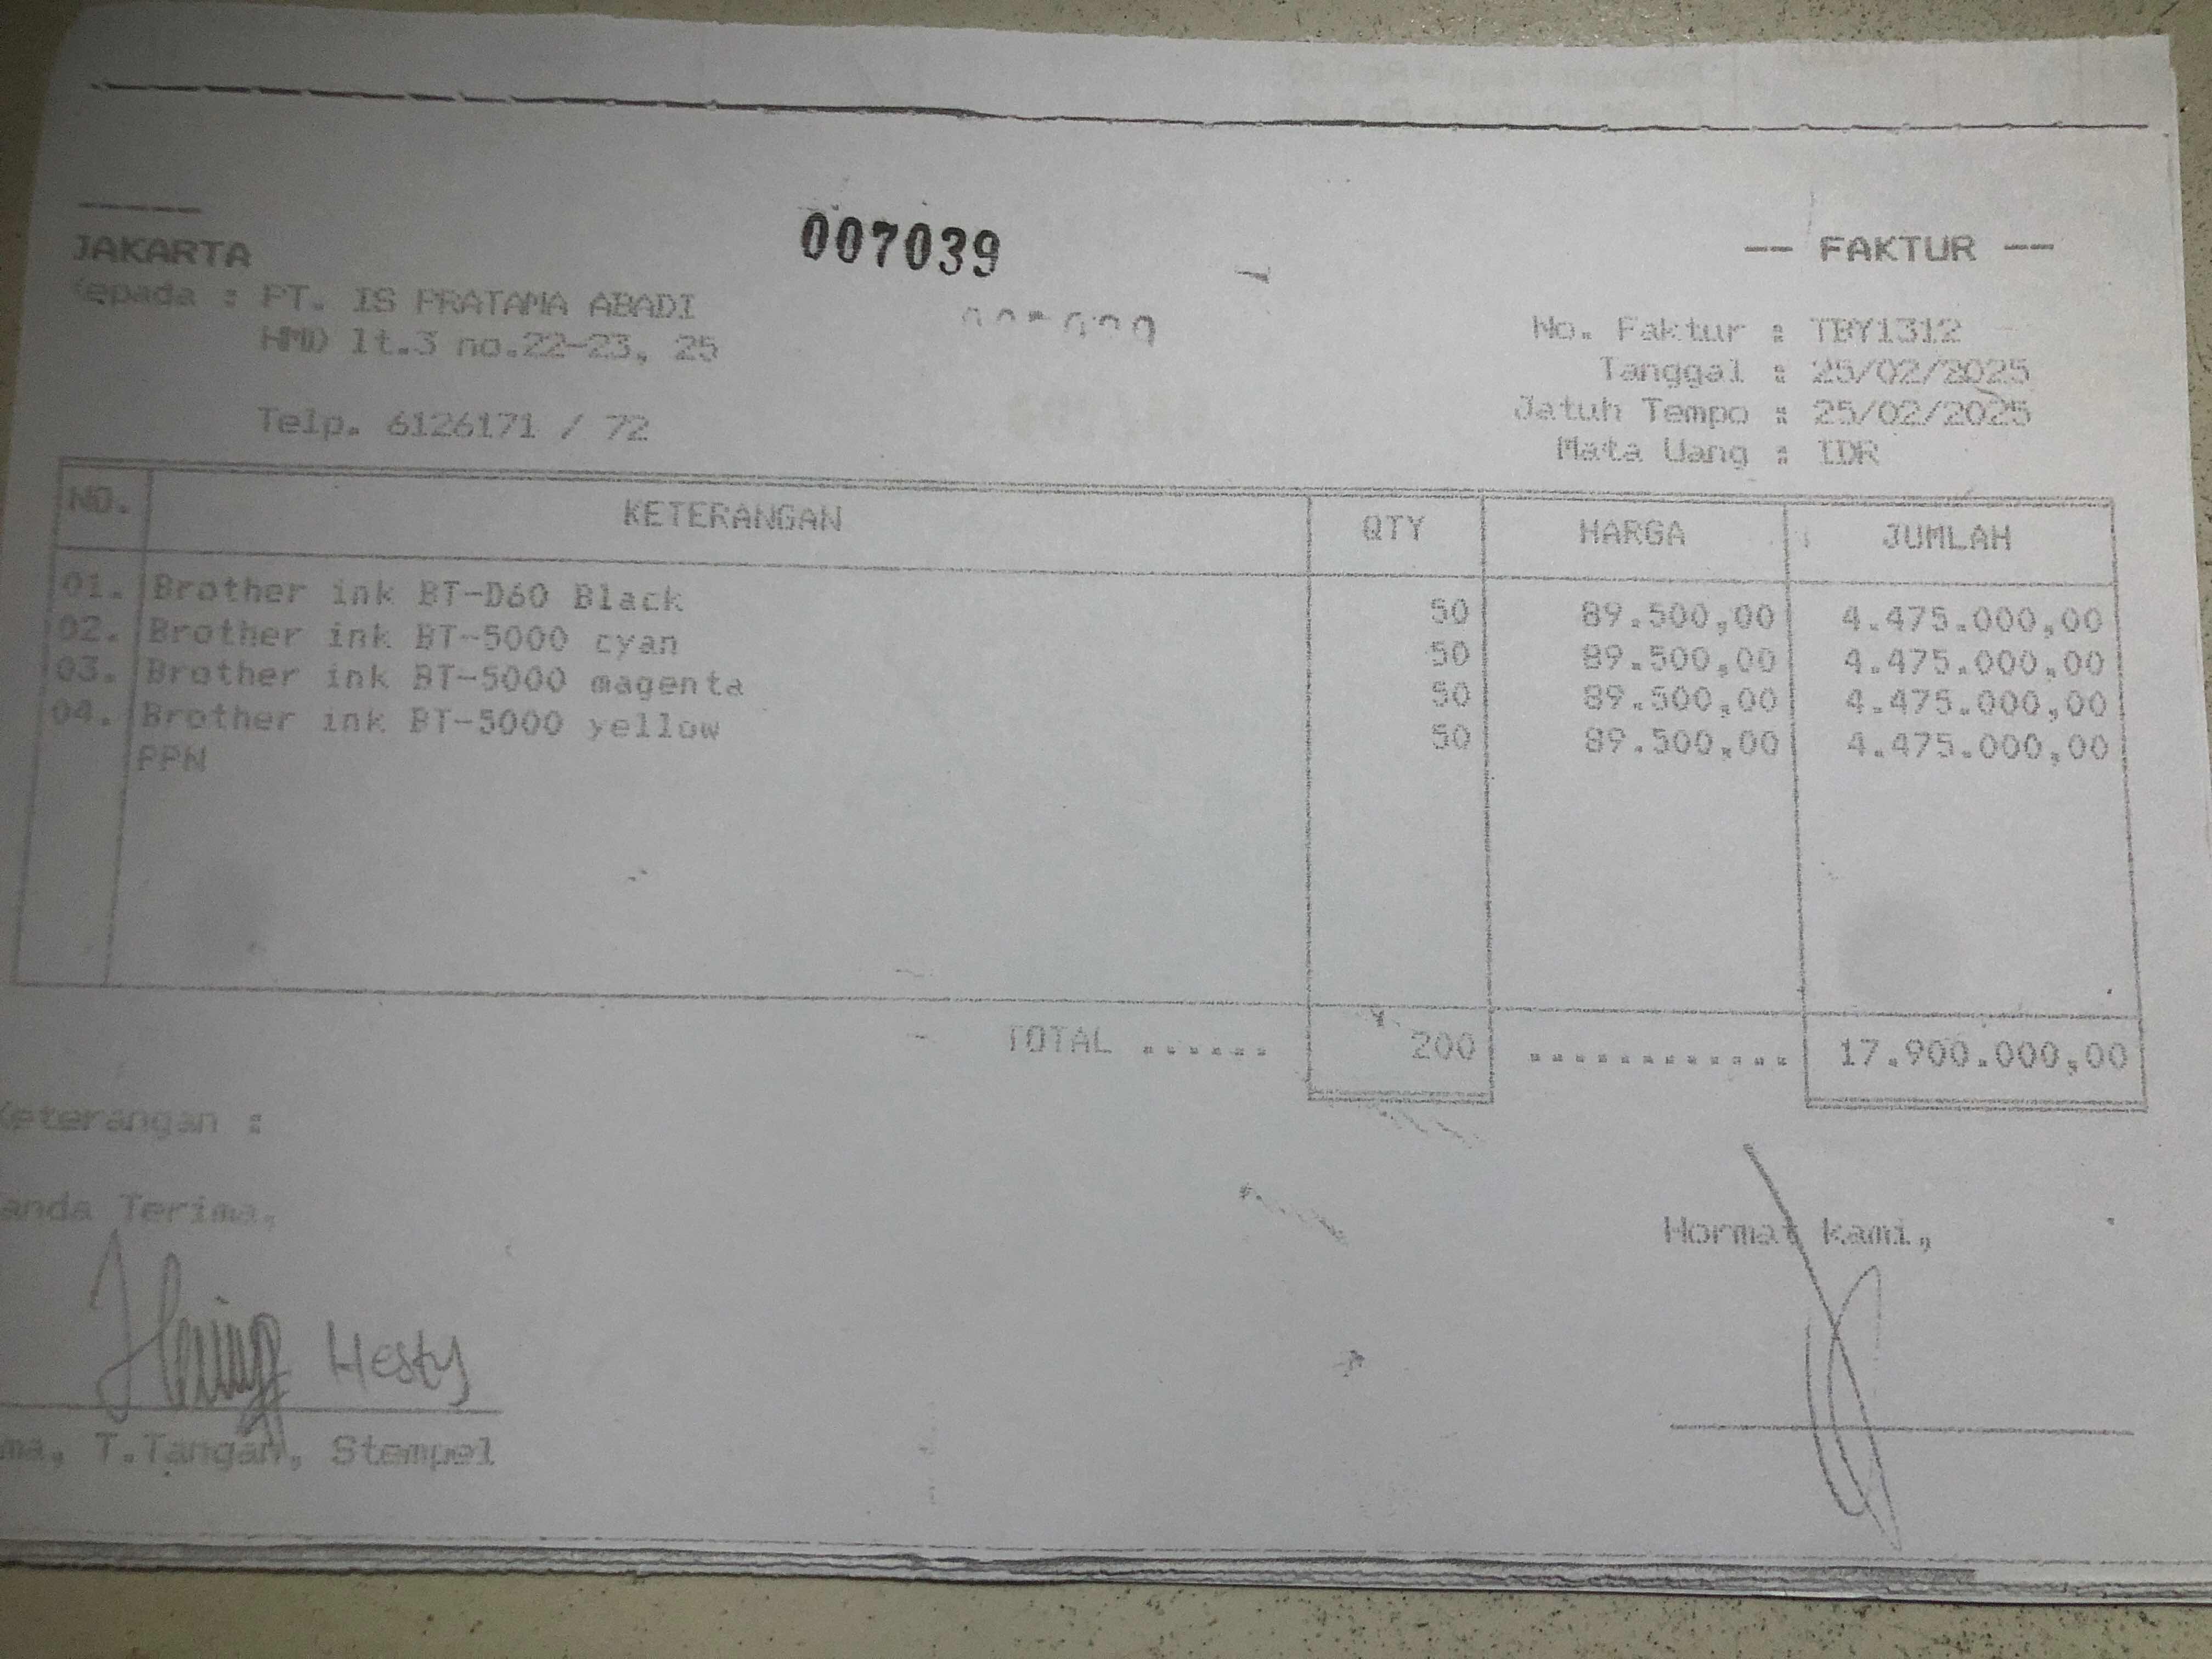 JAKARTA
007039
-- FAKTUR --
Kepada : PT. IS PRATAMA ABADI
HMD lt.3 no.22-23, 25
Telp. 6126171 / 72
No. Faktur : TBY1312
Tanggal : 25/02/2025
Jatuh Tempo : 25/02/2025
Mata Uang : IDR
NO. KETERANGAN QTY HARGA JUMLAH
01. Brother ink BT-D60 Black 50 89.500,00 4.475.000,00
02. Brother ink BT-5000 cyan 50 89.500,00 4.475.000,00
03. Brother ink BT-5000 magenta 50 89.500,00 4.475.000,00
04. Brother ink BT-5000 yellow 50 89.500,00 4.475.000,00
PPN
TOTAL ...... 200 ............ 17.900.000,00
Keterangan :
anda Terima,
Hormat kami,
Hesty
ma, T.Tangan, Stempel